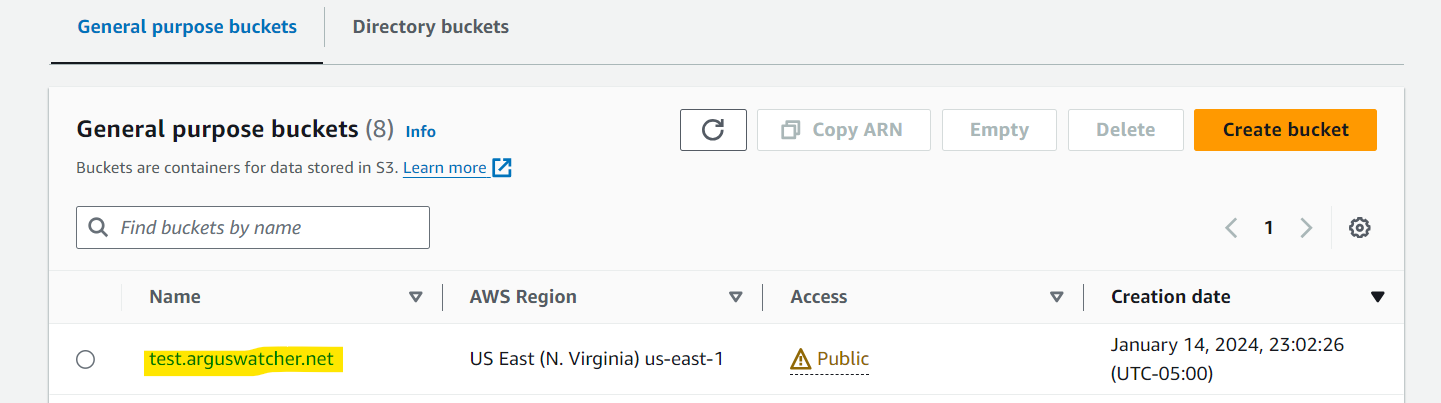 General purpose buckets Directory buckets
General purpose buckets (8) Info Copy ARN Empty Delete Create bucket
Buckets are containers for data stored in S3. Learn more
Find buckets by name 1
Name AWS Region Access Creation date
test.arguswatcher.net US East (N. Virginia) us-east-1 Public January 14, 2024, 23:02:26
(UTC-05:00)